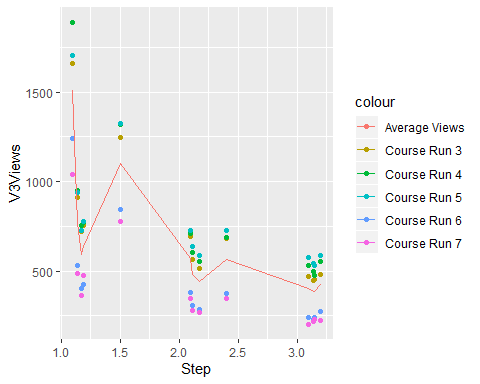 V3Views
1500
1000
500
1.0
1.5
2.0
2.5
3.0
Step
colour
Average Views
Course Run 3
Course Run 4
Course Run 5
Course Run 6
Course Run 7